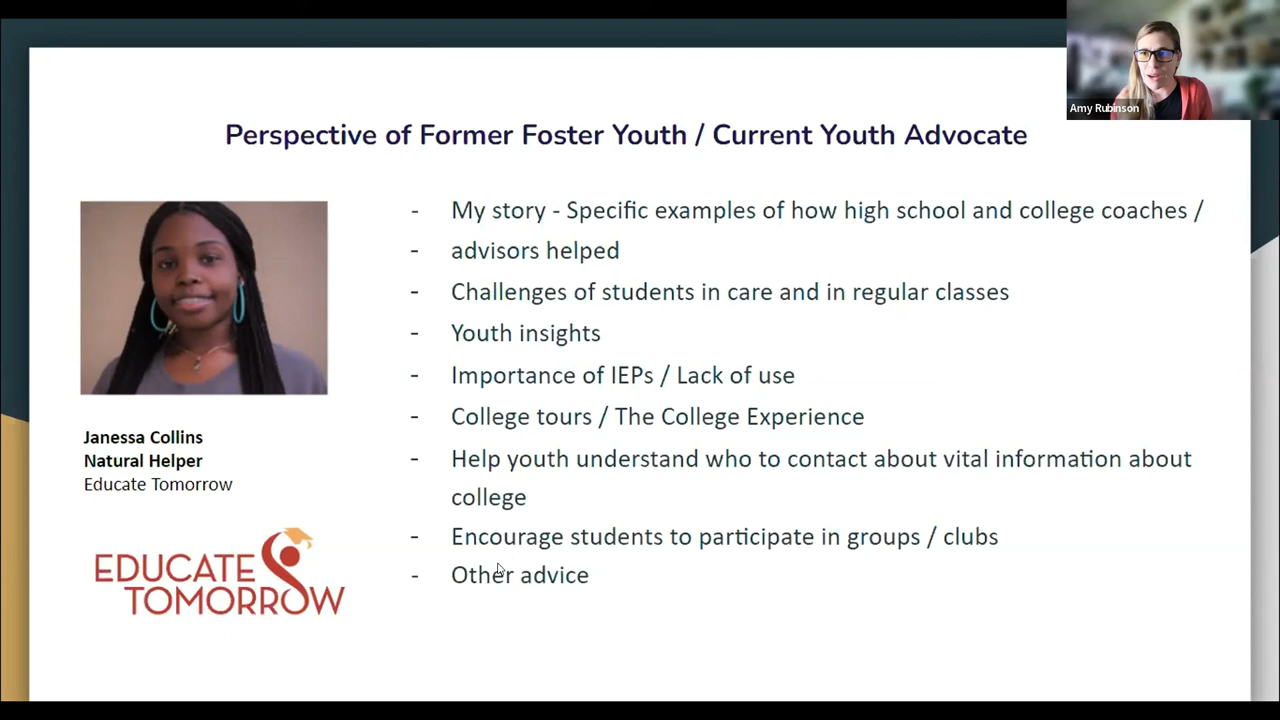 Amy Rubinson
Perspective of Former Foster Youth / Current Youth Advocate
- My story - Specific examples of how high school and college coaches /
- advisors helped
- Challenges of students in care and in regular classes
- Youth insights
- Importance of IEPs / Lack of use
- College tours / The College Experience
- Help youth understand who to contact about vital information about
college
- Encourage students to participate in groups / clubs
- Other advice
Janessa Collins
Natural Helper
Educate Tomorrow
EDUCATE
TOMORROW